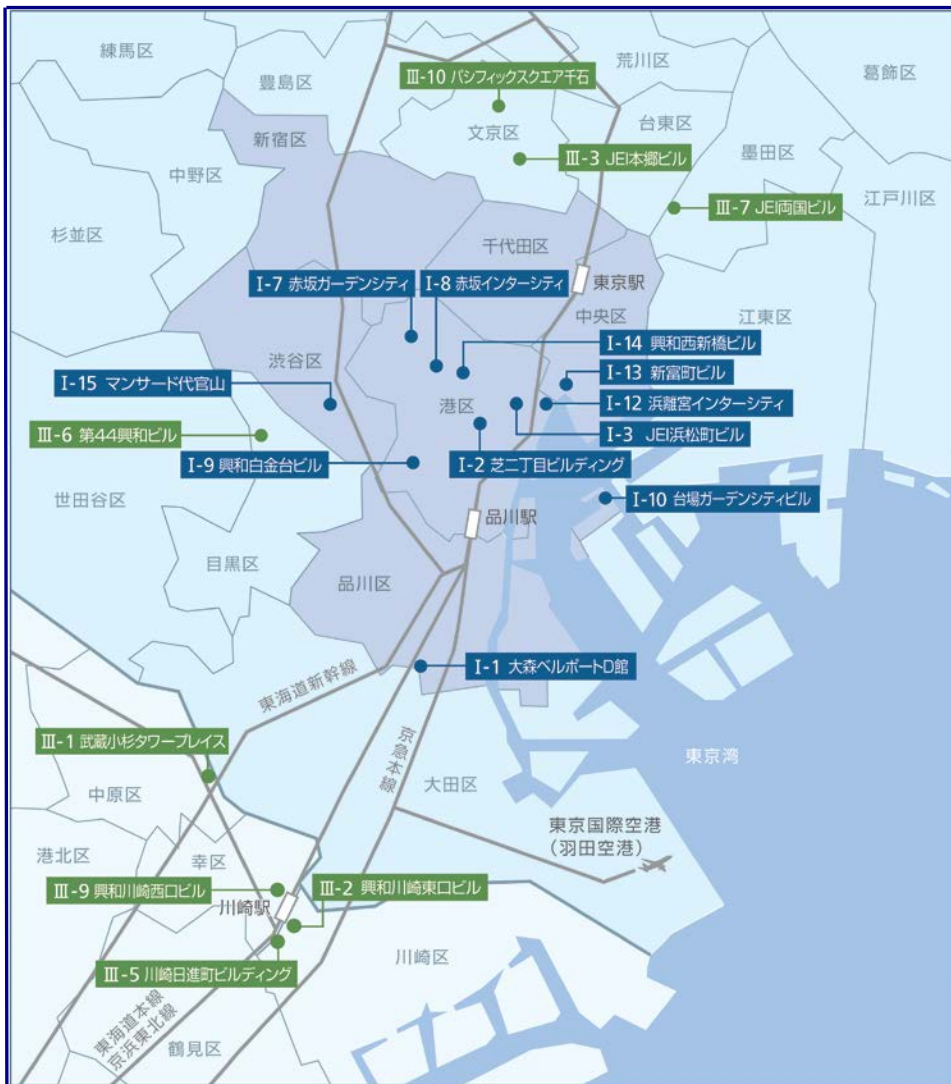 練馬区
豊島区
III-10 パシフィックスクエア千石
荒川区
葛飾区
新宿区
文京区
台東区
中野区
III-3 JEI本郷ビル
墨田区
III-7 JEI両国ビル
江戸川区
杉並区
千代田区
I-7 赤坂ガーデンシティ
I-8 赤坂インターシティ
東京駅
中央区
江東区
渋谷区
I-14 興和西新橋ビル
I-13 新富町ビル
I-15 マンサード代官山
港区
I-12 浜離宮インターシティ
III-6 第44興和ビル
I-3 JEI浜松町ビル
I-9 興和白金台ビル
I-2 芝二丁目ビルディング
世田谷区
I-10 台場ガーデンシティビル
品川駅
目黒区
品川区
I-1 大森ベルポートD館
東海道新幹線
III-1 武蔵小杉タワープレイス
京急本線
東京湾
中原区
大田区
東京国際空港
(羽田空港)
港北区
幸区
III-9 興和川崎西口ビル
III-2 興和川崎東口ビル
川崎駅
川崎区
III-5 川崎日進町ビルディング
東海道本線
京浜東北線
鶴見区